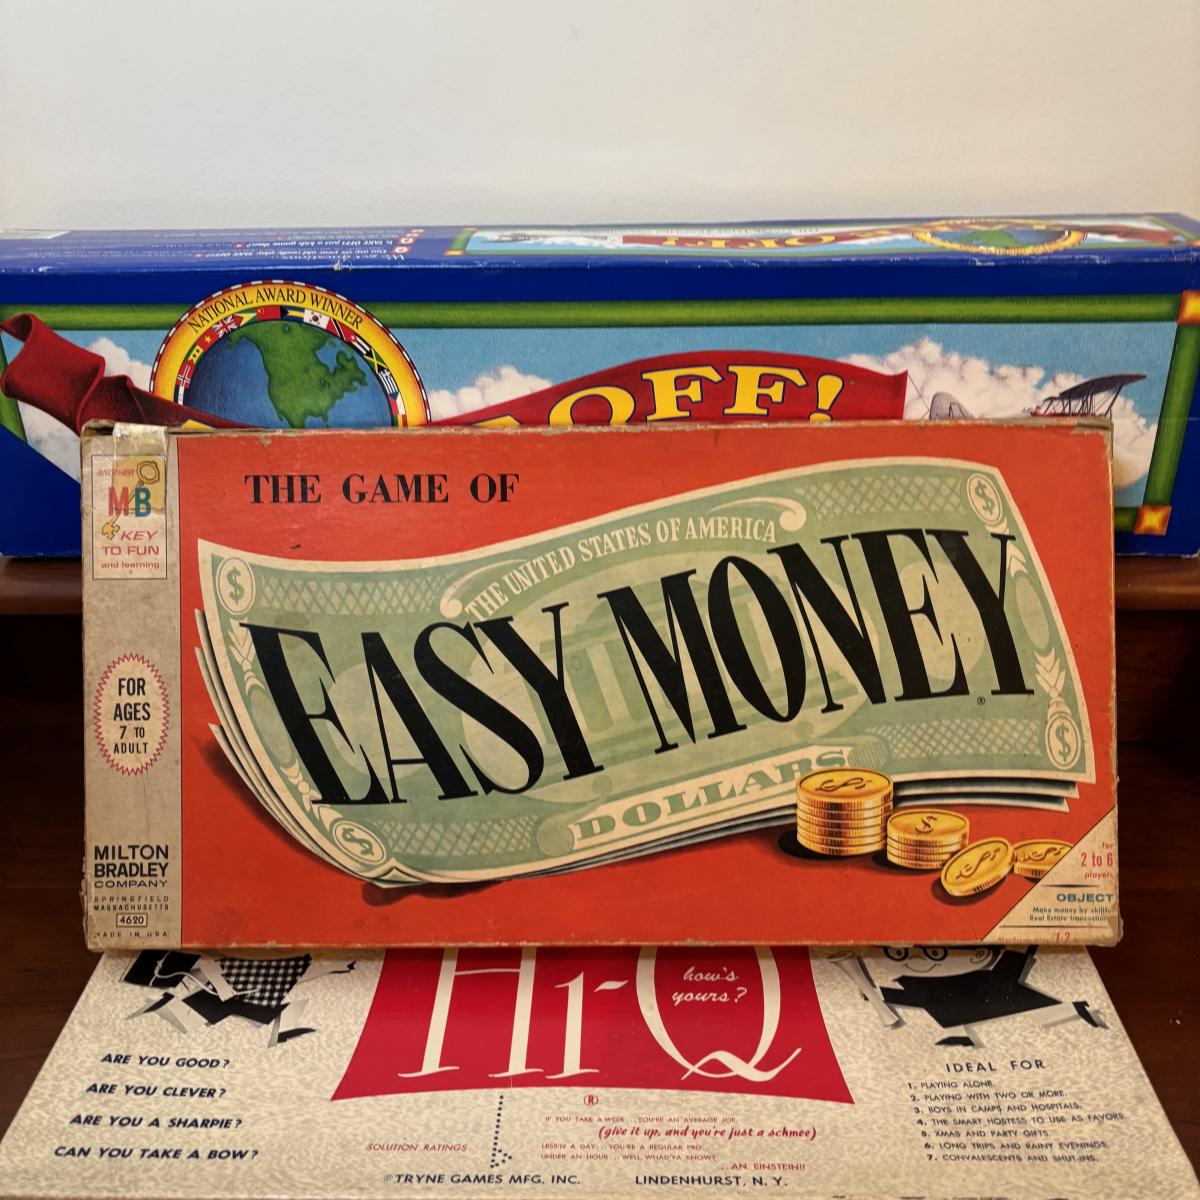 NATIONAL AWARD WINNER
OFF!
ANOTHER
MB
KEY
TO FUN
and learning
FOR
AGES
7 TO
ADULT
MILTON
BRADLEY
COMPANY
SPRINGFIELD
MASSACHUSETTS
4620
MADE IN USA
THE GAME OF
THE UNITED STATES OF AMERICA
EASY MONEY®
DOLLARS
for
2 to 6
players
OBJECT
Make money by skillful
Real Estate transactions
HI-Q
how's
yours?
®
ARE YOU GOOD?
ARE YOU CLEVER?
ARE YOU A SHARPIE?
CAN YOU TAKE A BOW?
SOLUTION RATINGS
IF YOU TAKE A WEEK... YOU'RE AN AVERAGE JOE.
(give it up, and you're just a schmoe)
LESS'N A DAY... YOU'RE A REGULAR PRO.
UNDER AN HOUR... WELL, WHAD'YA KNOW!
...AN EINSTEIN!!
©TRYNE GAMES MFG. INC. LINDENHURST, N. Y.
IDEAL FOR
1. PLAYING ALONE.
2. PLAYING WITH TWO OR MORE.
3. BOYS IN CAMPS AND HOSPITALS.
4. THE SMART HOSTESS TO USE AS FAVORS.
5. XMAS AND PARTY GIFTS.
6. LONG TRIPS AND RAINY EVENINGS.
7. CONVALESCENTS AND SHUT-INS.